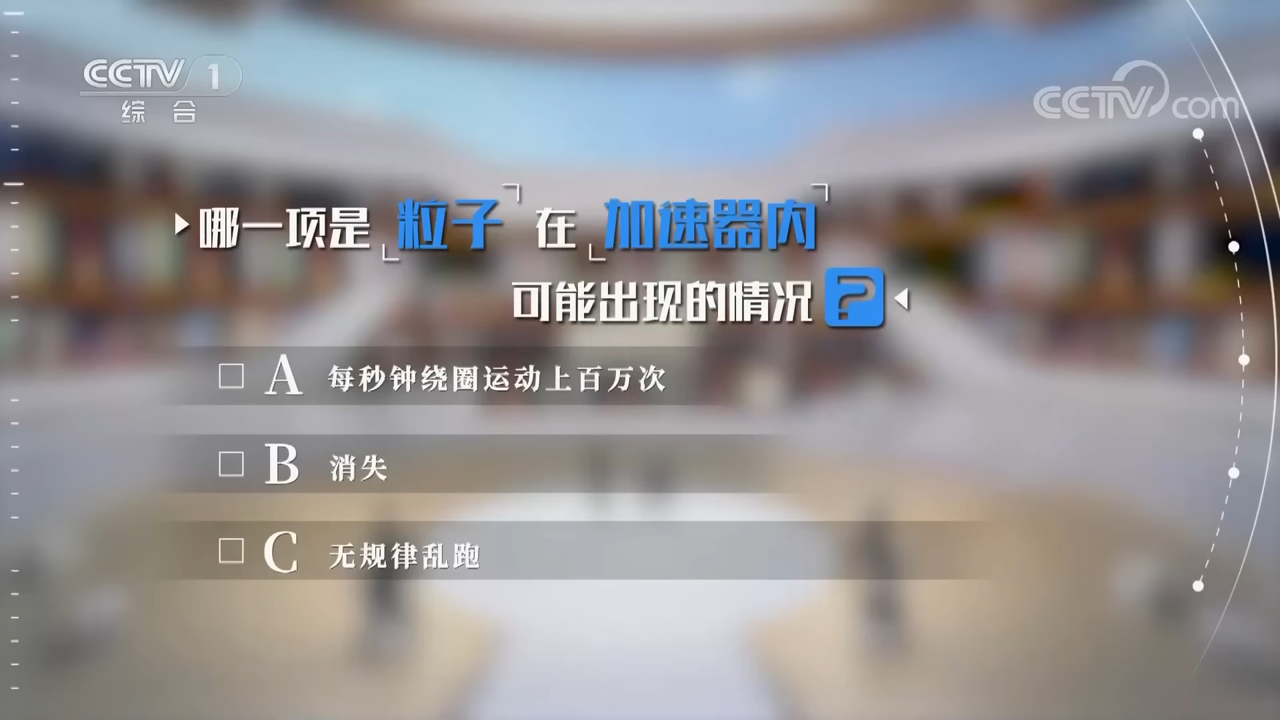 CCTV 1
综合
CCTV com
哪一项是 粒子 在 加速器内
可能出现的情况 ?
A 每秒钟绕圈运动上百万次
B 消失
C 无规律乱跑